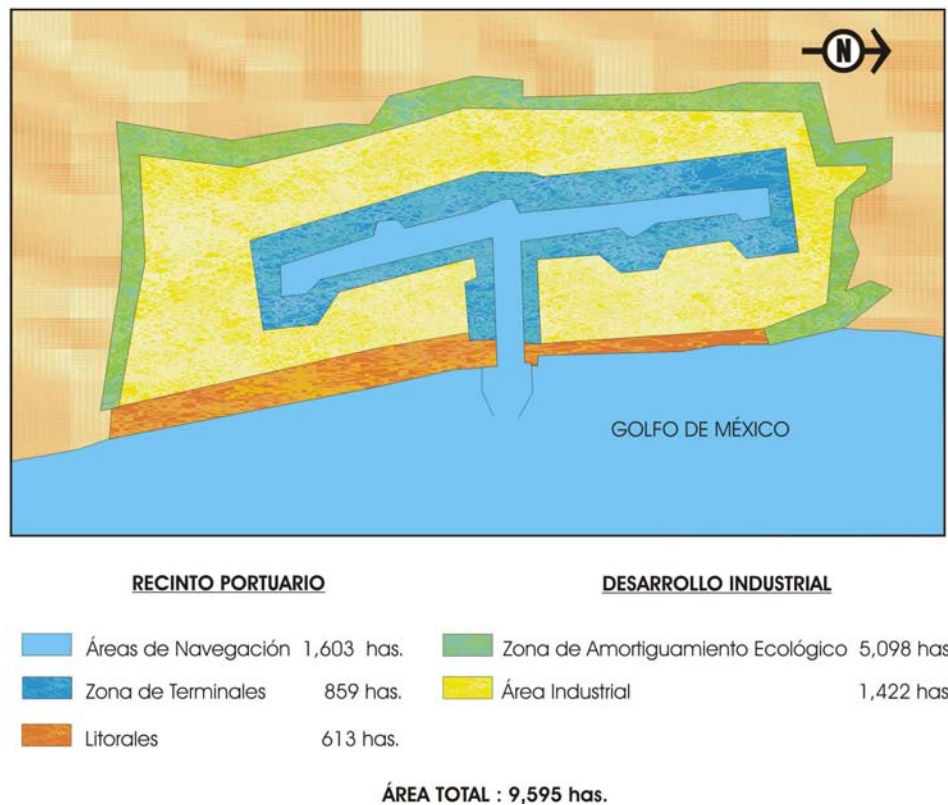 N
GOLFO DE MÉXICO
RECINTO PORTUARIO
Áreas de Navegación 1,603 has.
Zona de Terminales 859 has.
Litorales 613 has.
DESARROLLO INDUSTRIAL
Zona de Amortiguamiento Ecológico 5,098 has
Área Industrial 1,422 has
ÁREA TOTAL : 9,595 has.